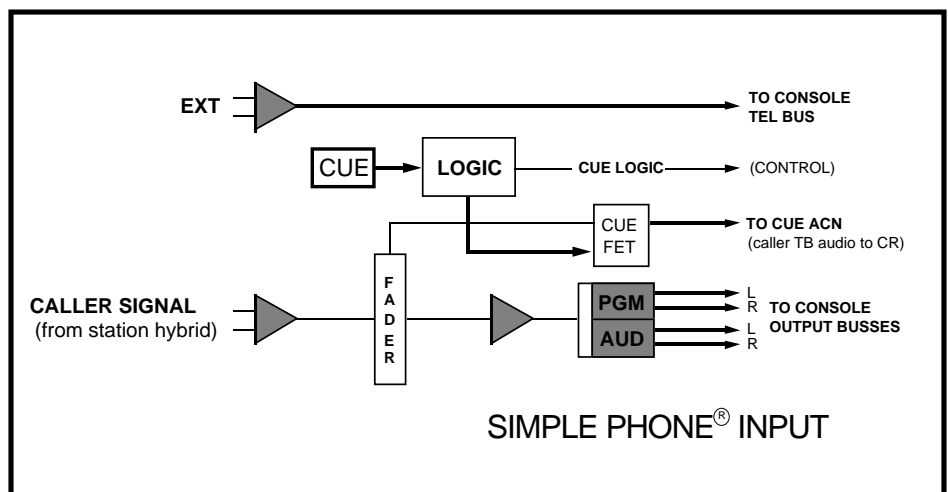 EXT
TO CONSOLE
TEL BUS
CUE
LOGIC
CUE LOGIC
(CONTROL)
CUE
FET
TO CUE ACN
(caller TB audio to CR)
CALLER SIGNAL
(from station hybrid)
FADER
PGM
AUD
L
R
L
R
TO CONSOLE
OUTPUT BUSSES
SIMPLE PHONE® INPUT